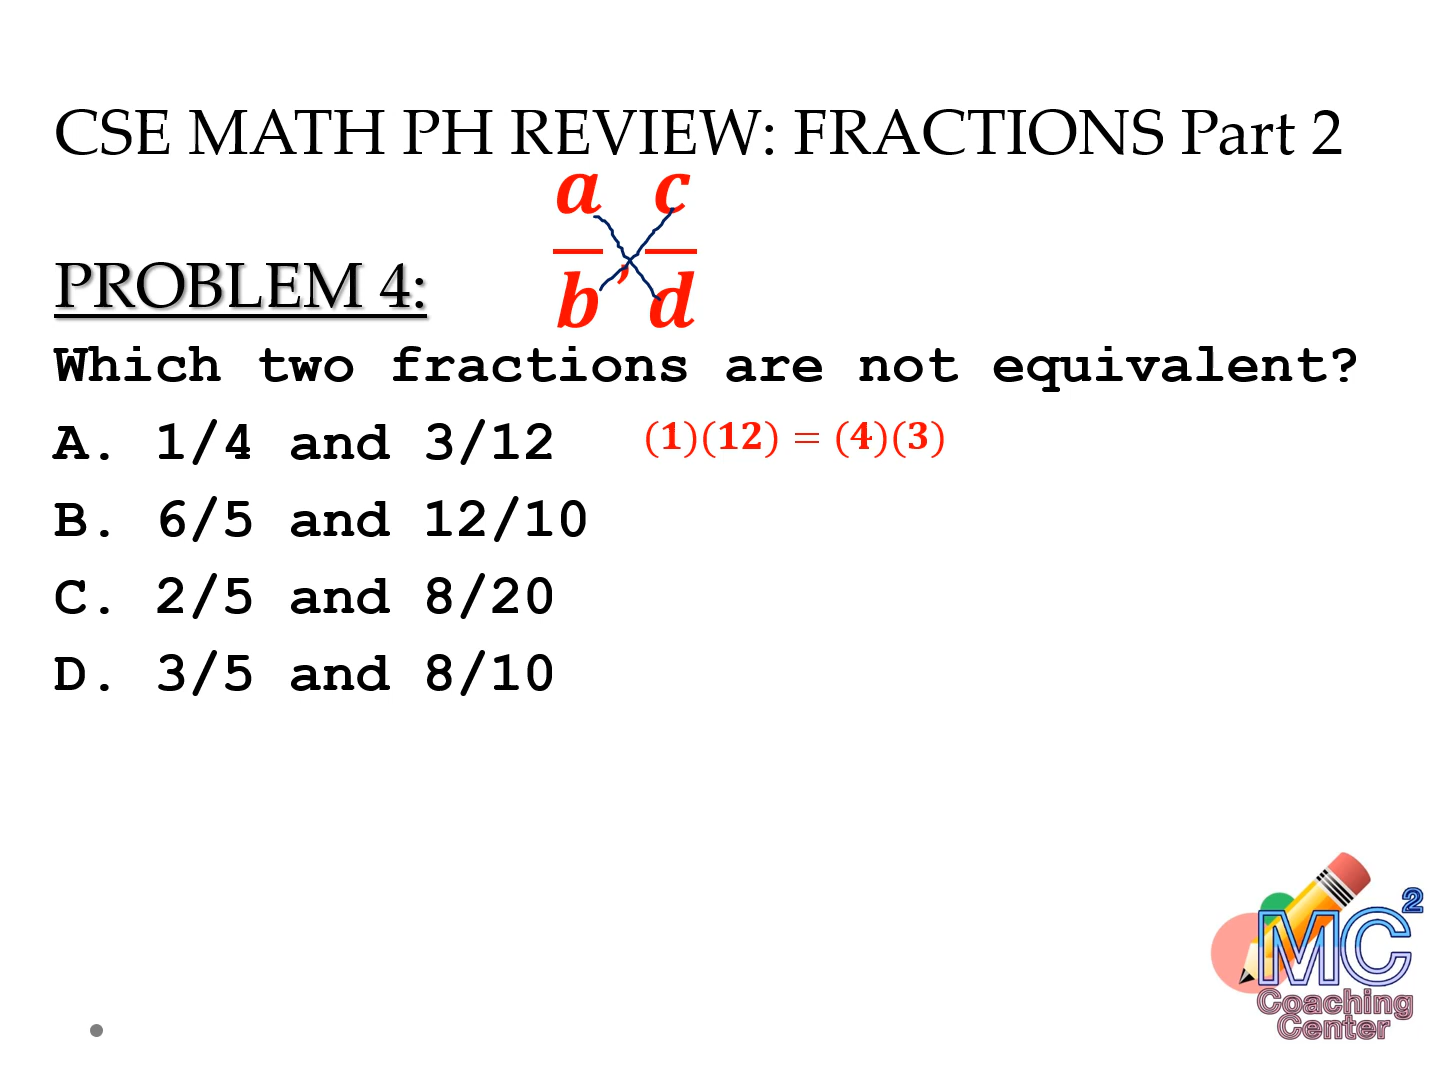 CSE MATH PH REVIEW: FRACTIONS Part 2
a c
b , d
PROBLEM 4:
Which two fractions are not equivalent?
A. 1/4 and 3/12 (1)(12) = (4)(3)
B. 6/5 and 12/10
C. 2/5 and 8/20
D. 3/5 and 8/10
MC²
Coaching
Center